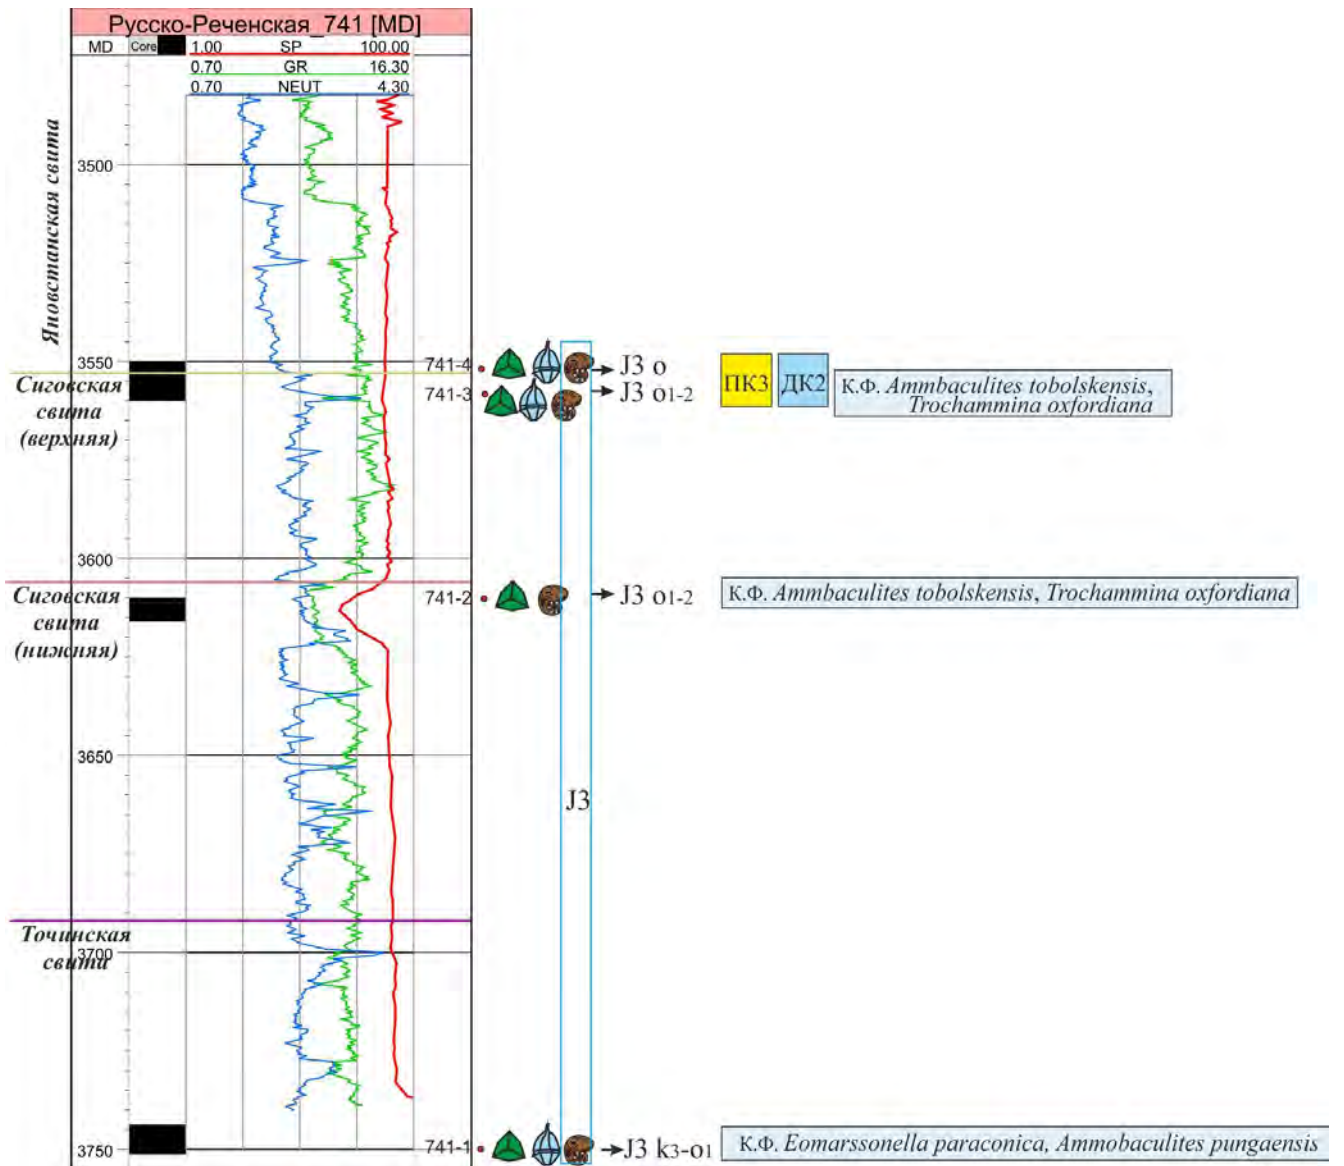 Русско-Реченская_741 [MD]
MD Core 1.00 SP 100.00
0.70 GR 16.30
0.70 NEUT 4.30
Яновстанская свита
3500
3550
741-4 J3 o
Сиговская
свита
(верхняя)
741-3 J3 o1-2
ПК3 ДК2
К.Ф. Ammbaculites tobolskensis,
Trochammina oxfordiana
3600
Сиговская
свита
(нижняя)
741-2 J3 o1-2
К.Ф. Ammbaculites tobolskensis, Trochammina oxfordiana
3650
J3
Точинская
свита
3700
3750
741-1 J3 k3-o1
К.Ф. Eomarssonella paraconica, Ammobaculites pungaensis